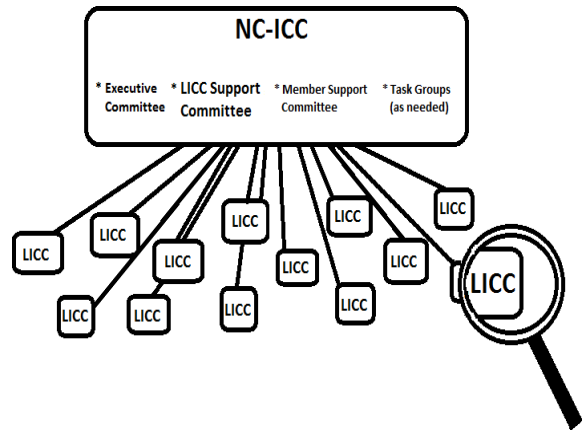 NC-ICC
* Executive Committee
* LICC Support Committee
* Member Support Committee
* Task Groups (as needed)
LICC
LICC
LICC
LICC
LICC
LICC
LICC
LICC
LICC
LICC
LICC
LICC
LICC